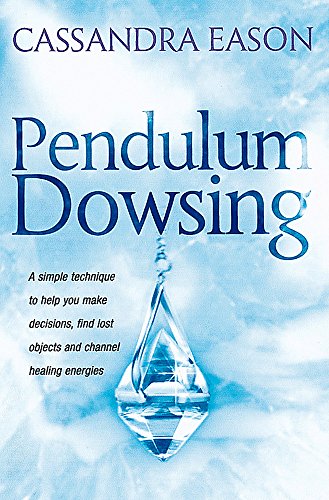 CASSANDRA EASON
Pendulum
Dowsing
A simple technique
to help you make
decisions, find lost
objects and channel
healing energies